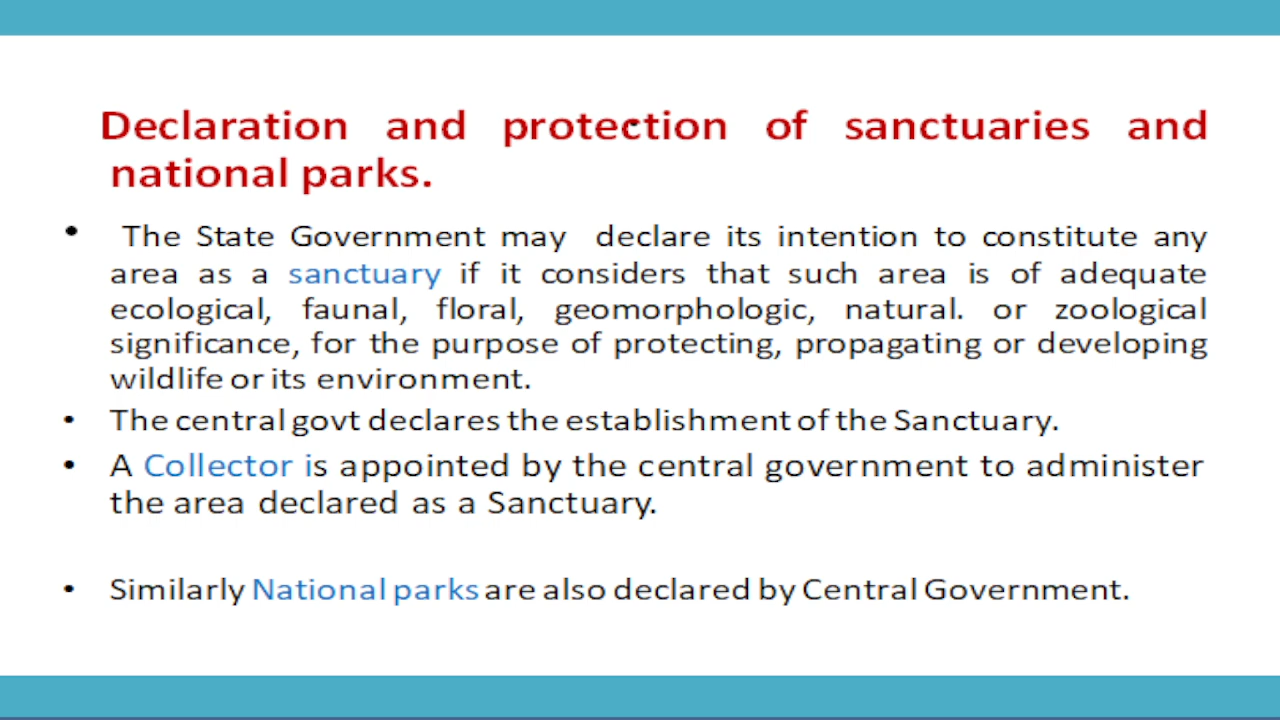 Declaration and protection of sanctuaries and
national parks.
• The State Government may declare its intention to constitute any
area as a sanctuary if it considers that such area is of adequate
ecological, faunal, floral, geomorphologic, natural. or zoological
significance, for the purpose of protecting, propagating or developing
wildlife or its environment.
• The central govt declares the establishment of the Sanctuary.
• A Collector is appointed by the central government to administer
the area declared as a Sanctuary.
• Similarly National parks are also declared by Central Government.